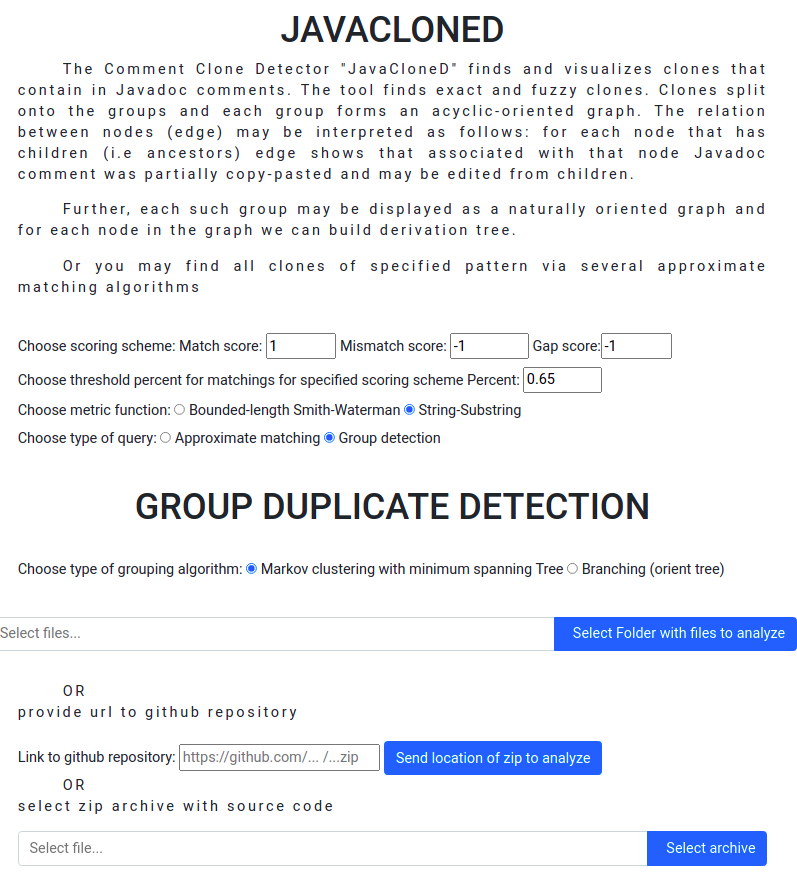 JAVACLONED
The Comment Clone Detector "JavaCloneD" finds and visualizes clones that
contain in Javadoc comments. The tool finds exact and fuzzy clones. Clones split
onto the groups and each group forms an acyclic-oriented graph. The relation
between nodes (edge) may be interpreted as follows: for each node that has
children (i.e ancestors) edge shows that associated with that node Javadoc
comment was partially copy-pasted and may be edited from children.
Further, each such group may be displayed as a naturally oriented graph and
for each node in the graph we can build derivation tree.
Or you may find all clones of specified pattern via several approximate
matching algorithms
Choose scoring scheme: Match score: 1 Mismatch score: -1 Gap score: -1
Choose threshold percent for matchings for specified scoring scheme Percent: 0.65
Choose metric function: Bounded-length Smith-Waterman String-Substring
Choose type of query: Approximate matching Group detection
GROUP DUPLICATE DETECTION
Choose type of grouping algorithm: Markov clustering with minimum spanning Tree Branching (orient tree)
Select files... Select Folder with files to analyze
OR
provide url to github repository
Link to github repository: https://github.com/... /...zip Send location of zip to analyze
OR
select zip archive with source code
Select file... Select archive